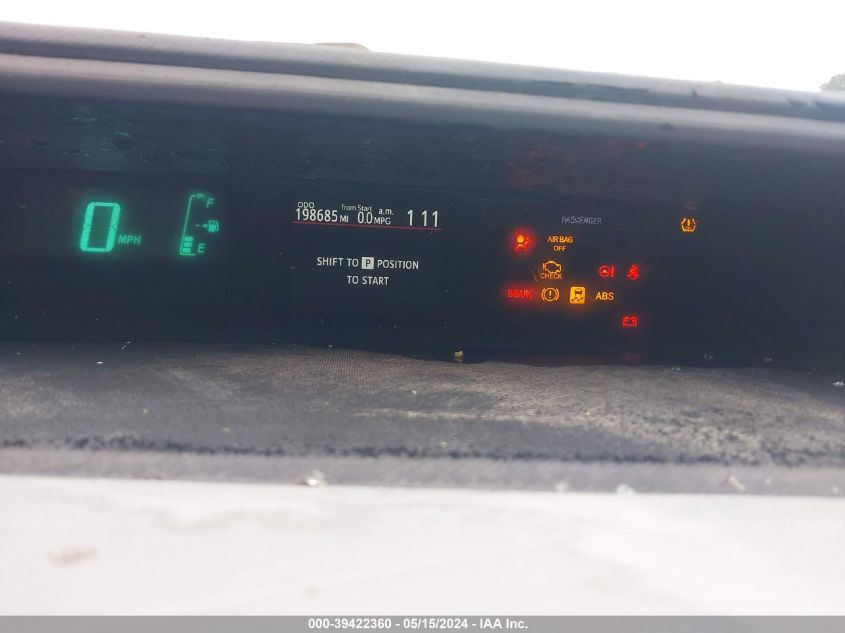 0 MPH
F
E
ODO from Start a.m.
198685 MI 0.0 MPG 1 11
SHIFT TO P POSITION
TO START
PASSENGER
AIR BAG
OFF
CHECK
BRAKE
ABS
000-39422360 - 05/15/2024 - IAA Inc.